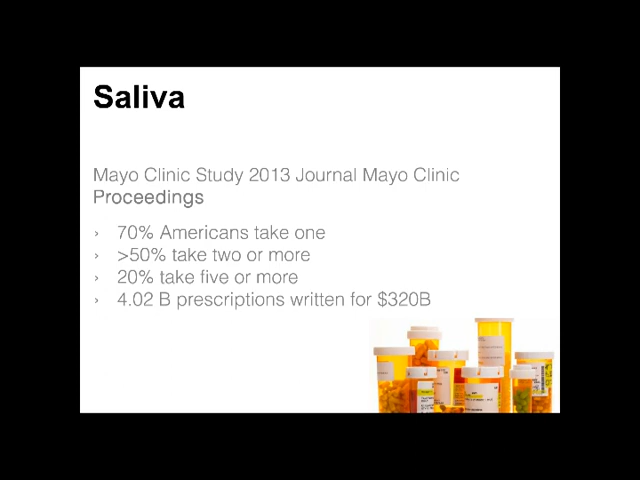 Saliva
Mayo Clinic Study 2013 Journal Mayo Clinic
Proceedings
› 70% Americans take one
› >50% take two or more
› 20% take five or more
› 4.02 B prescriptions written for $320B